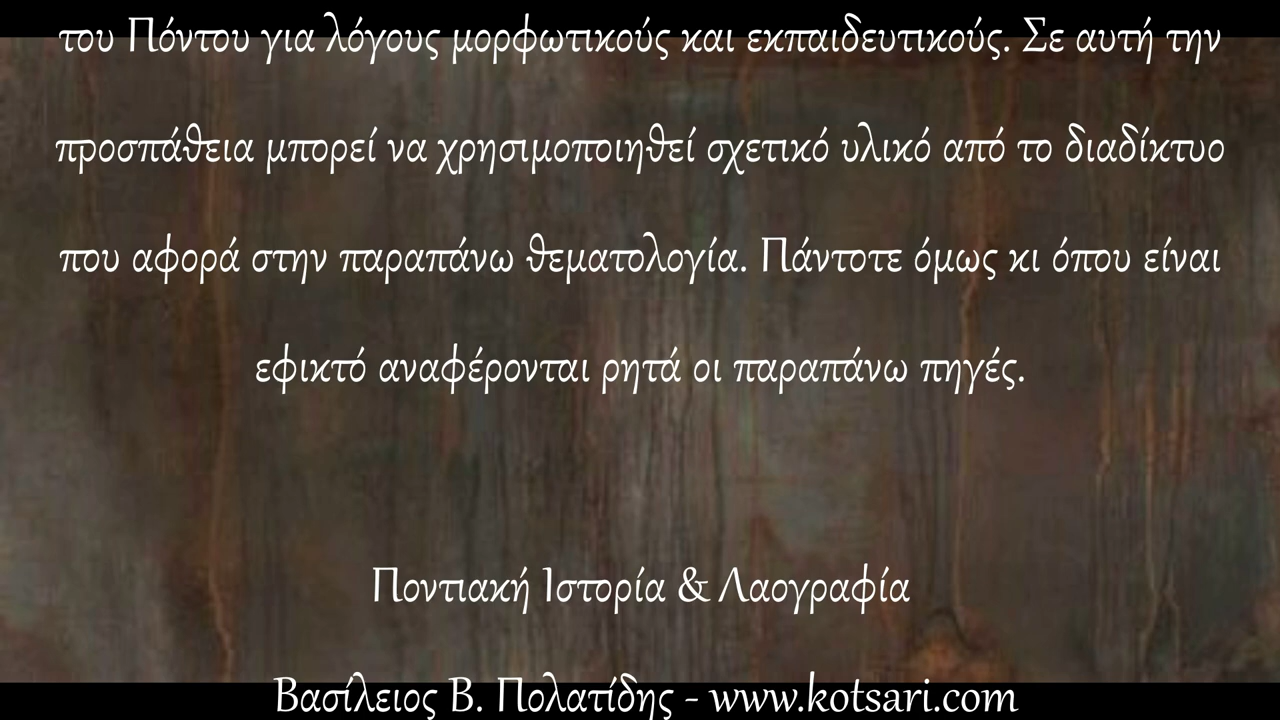 του Πόντου για λόγους μορφωτικούς και εκπαιδευτικούς. Σε αυτή την
προσπάθεια μπορεί να χρησιμοποιηθεί σχετικό υλικό από το διαδίκτυο
που αφορά στην παραπάνω θεματολογία. Πάντοτε όμως κι όπου είναι
εφικτό αναφέρονται ρητά οι παραπάνω πηγές.
Ποντιακή Ιστορία & Λαογραφία
Βασίλειος Β. Πολατίδης - www.kotsari.com